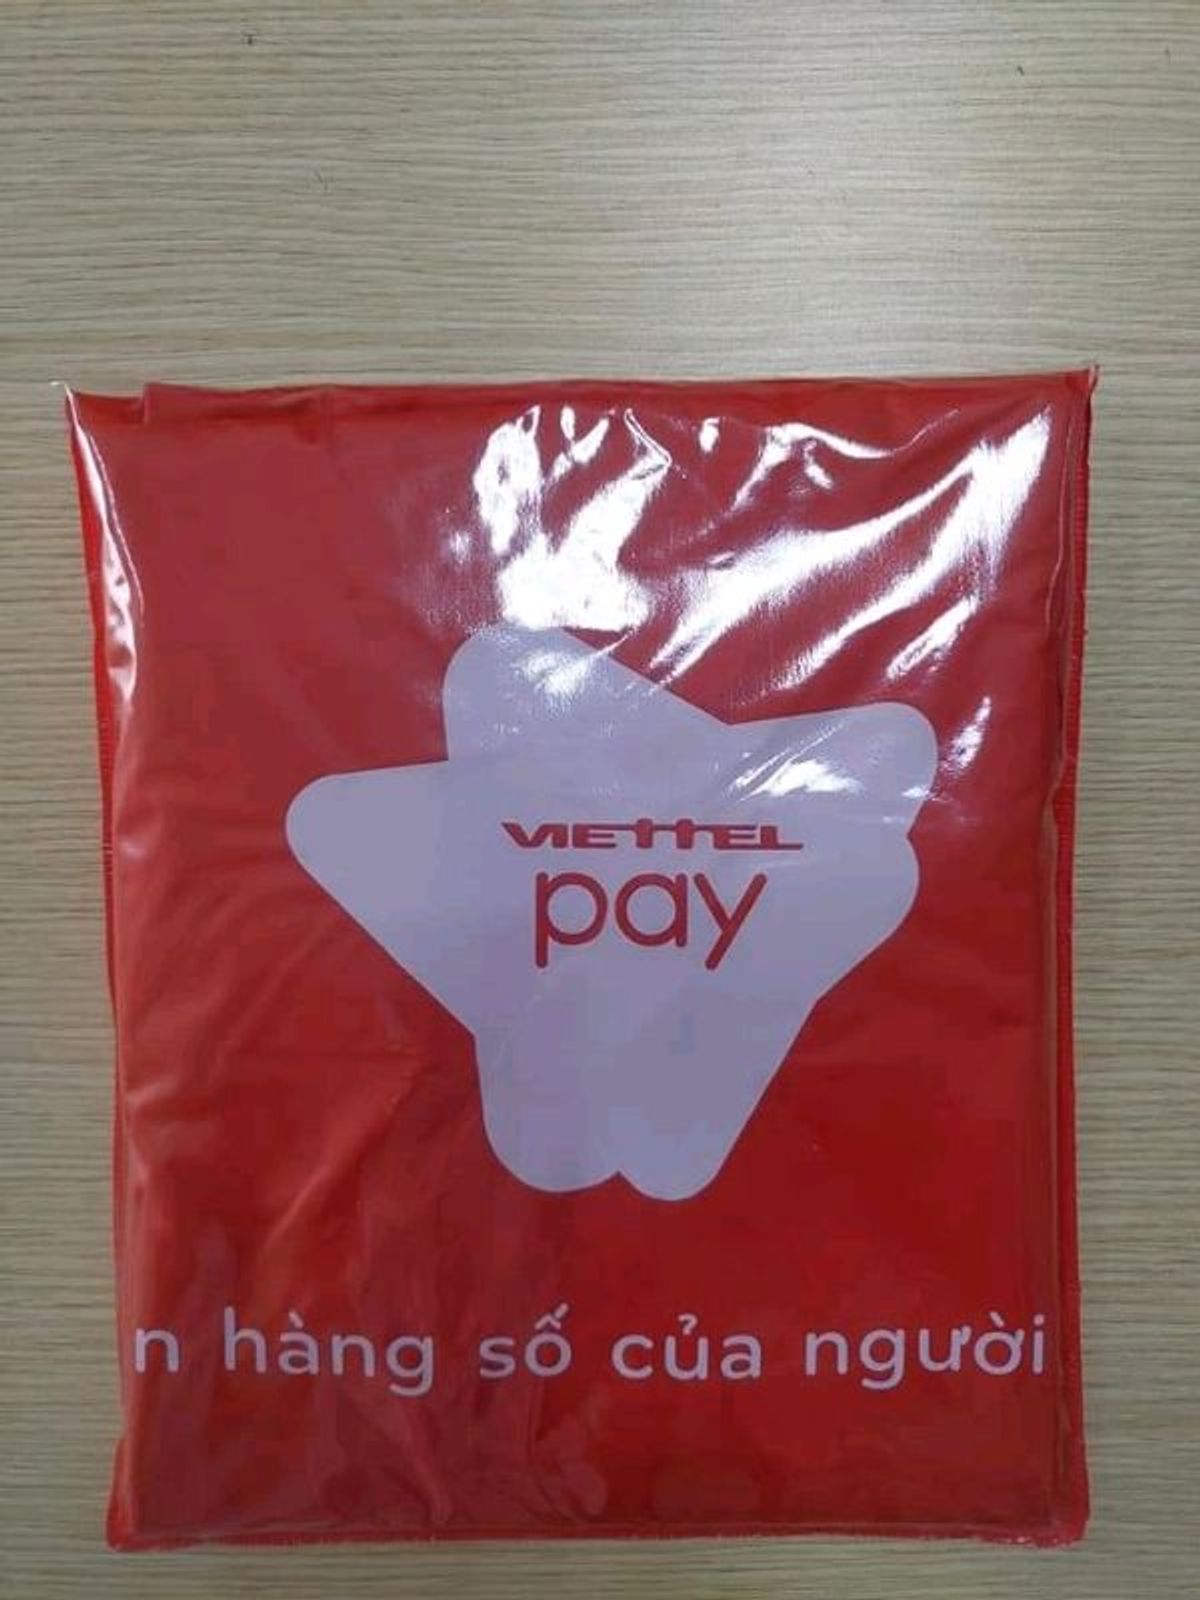 VIETTEL
pay
n hàng số của người